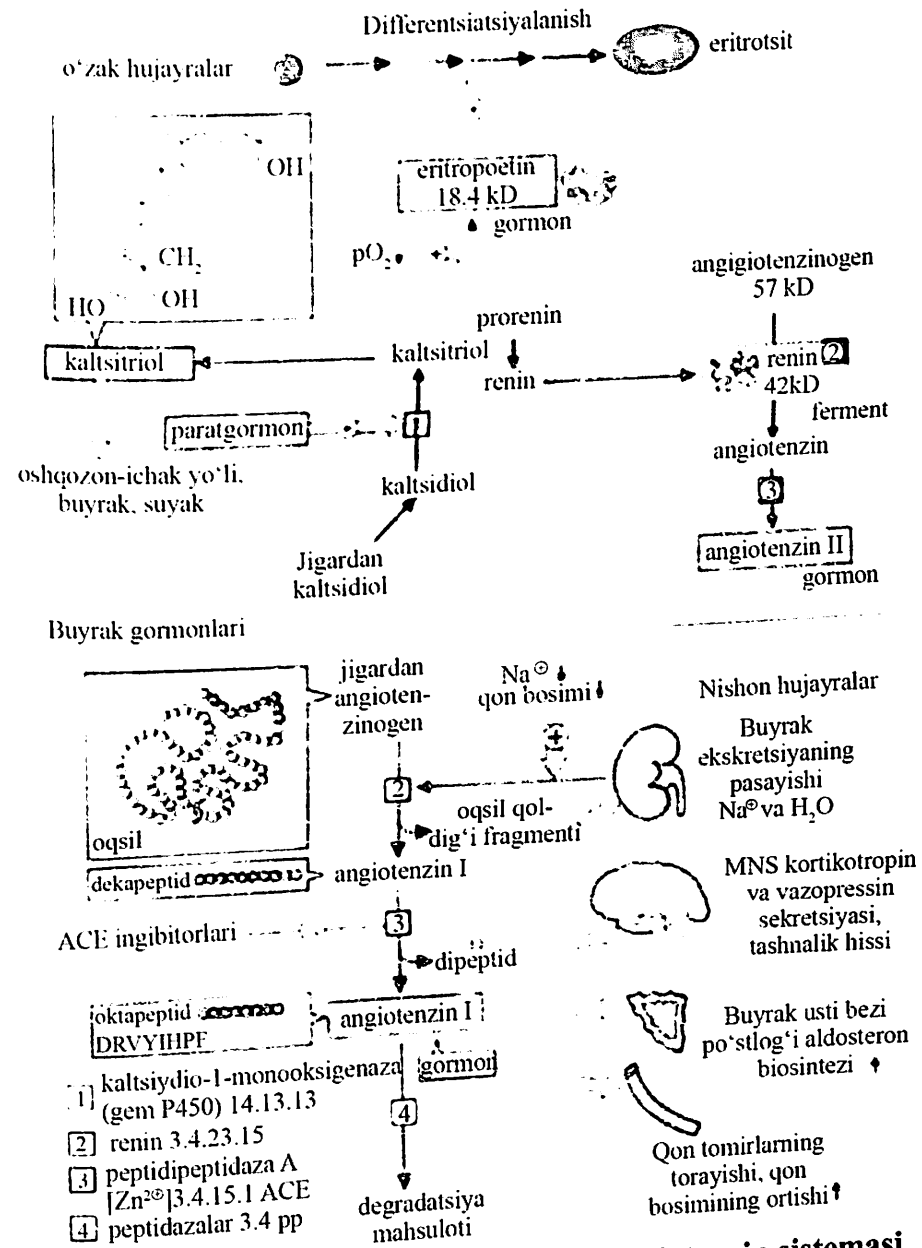 Differentsiatsiyalanish
o‘zak hujayralar
eritrotsit
OH
CH₂
HO
OH
eritropoetin
18.4 kD
gormon
pO₂
angigiotenzinogen
57 kD
prorenin
renin
renin 2
42kD
ferment
kaltsitriol
kaltsitriol
paratgormon
1
angiotenzin
oshqozon-ichak yo‘li,
buyrak, suyak
kaltsidiol
3
Jigardan
kaltsidiol
angiotenzin II
gormon
Buyrak gormonlari
jigardan
angioten-
zinogen
Na⊕
qon bosimi
+
oqsil
2
oqsil qol-
dig‘i fragmenti
dekapeptid
angiotenzin I
ACE ingibitorlari
3
dipeptid
oktapeptid
DRVYIHPF
angiotenzin I
gormon
4
degradatsiya
mahsuloti
1 kaltsiydio-1-monooksigenaza
(gem P450) 14.13.13
2 renin 3.4.23.15
3 peptidipeptidaza A
[Zn²⊕]3.4.15.1 ACE
4 peptidazalar 3.4 pp
Nishon hujayralar
Buyrak
ekskretsiyaning
pasayishi
Na⊕ va H₂O
MNS kortikotropin
va vazopressin
sekretsiyasi,
tashnalik hissi
Buyrak usti bezi
po‘stlog‘i aldosteron
biosintezi
Qon tomirlarning
torayishi, qon
bosimining ortishi
sistemasi